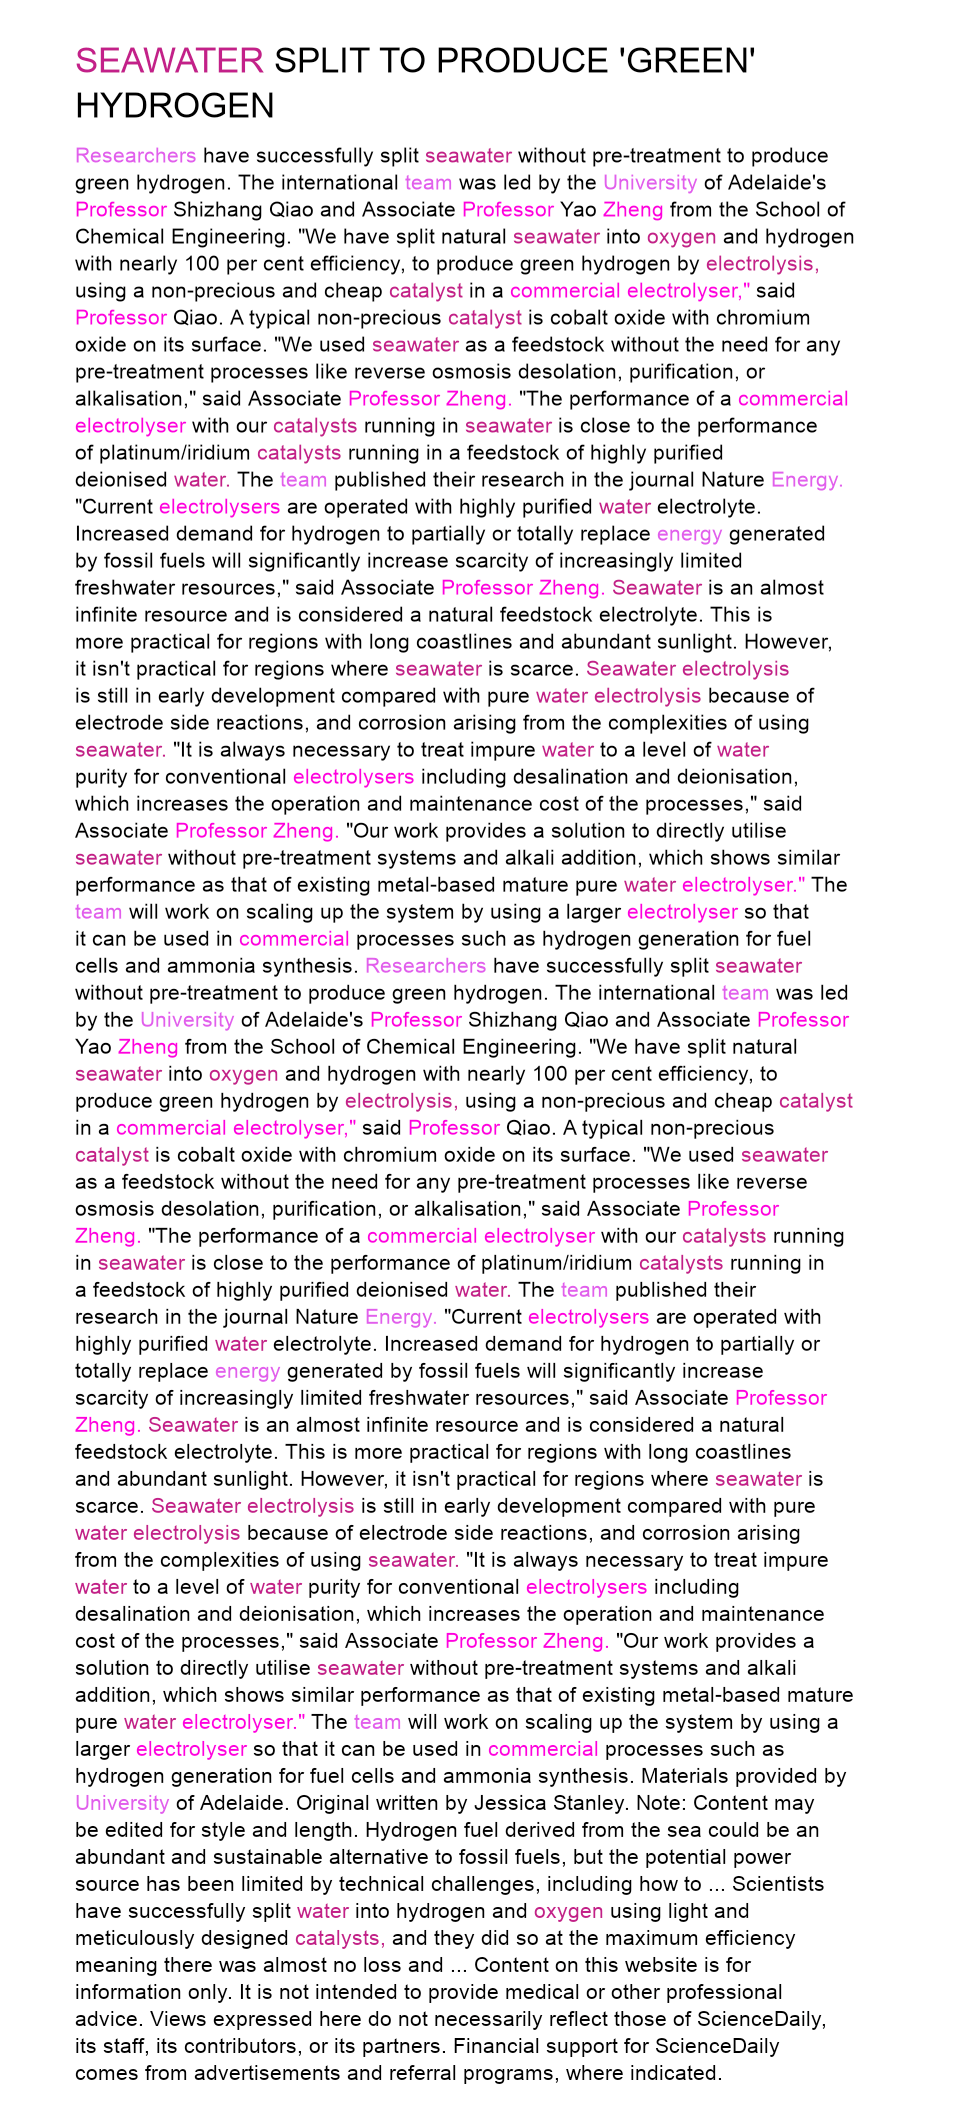 SEAWATER SPLIT TO PRODUCE 'GREEN'
HYDROGEN
Researchers have successfully split seawater without pre-treatment to produce
green hydrogen. The international team was led by the University of Adelaide's
Professor Shizhang Qiao and Associate Professor Yao Zheng from the School of
Chemical Engineering. "We have split natural seawater into oxygen and hydrogen
with nearly 100 per cent efficiency, to produce green hydrogen by electrolysis,
using a non-precious and cheap catalyst in a commercial electrolyser," said
Professor Qiao. A typical non-precious catalyst is cobalt oxide with chromium
oxide on its surface. "We used seawater as a feedstock without the need for any
pre-treatment processes like reverse osmosis desolation, purification, or
alkalisation," said Associate Professor Zheng. "The performance of a commercial
electrolyser with our catalysts running in seawater is close to the performance
of platinum/iridium catalysts running in a feedstock of highly purified
deionised water. The team published their research in the journal Nature Energy.
"Current electrolysers are operated with highly purified water electrolyte.
Increased demand for hydrogen to partially or totally replace energy generated
by fossil fuels will significantly increase scarcity of increasingly limited
freshwater resources," said Associate Professor Zheng. Seawater is an almost
infinite resource and is considered a natural feedstock electrolyte. This is
more practical for regions with long coastlines and abundant sunlight. However,
it isn't practical for regions where seawater is scarce. Seawater electrolysis
is still in early development compared with pure water electrolysis because of
electrode side reactions, and corrosion arising from the complexities of using
seawater. "It is always necessary to treat impure water to a level of water
purity for conventional electrolysers including desalination and deionisation,
which increases the operation and maintenance cost of the processes," said
Associate Professor Zheng. "Our work provides a solution to directly utilise
seawater without pre-treatment systems and alkali addition, which shows similar
performance as that of existing metal-based mature pure water electrolyser." The
team will work on scaling up the system by using a larger electrolyser so that
it can be used in commercial processes such as hydrogen generation for fuel
cells and ammonia synthesis. Researchers have successfully split seawater
without pre-treatment to produce green hydrogen. The international team was led
by the University of Adelaide's Professor Shizhang Qiao and Associate Professor
Yao Zheng from the School of Chemical Engineering. "We have split natural
seawater into oxygen and hydrogen with nearly 100 per cent efficiency, to
produce green hydrogen by electrolysis, using a non-precious and cheap catalyst
in a commercial electrolyser," said Professor Qiao. A typical non-precious
catalyst is cobalt oxide with chromium oxide on its surface. "We used seawater
as a feedstock without the need for any pre-treatment processes like reverse
osmosis desolation, purification, or alkalisation," said Associate Professor
Zheng. "The performance of a commercial electrolyser with our catalysts running
in seawater is close to the performance of platinum/iridium catalysts running in
a feedstock of highly purified deionised water. The team published their
research in the journal Nature Energy. "Current electrolysers are operated with
highly purified water electrolyte. Increased demand for hydrogen to partially or
totally replace energy generated by fossil fuels will significantly increase
scarcity of increasingly limited freshwater resources," said Associate Professor
Zheng. Seawater is an almost infinite resource and is considered a natural
feedstock electrolyte. This is more practical for regions with long coastlines
and abundant sunlight. However, it isn't practical for regions where seawater is
scarce. Seawater electrolysis is still in early development compared with pure
water electrolysis because of electrode side reactions, and corrosion arising
from the complexities of using seawater. "It is always necessary to treat impure
water to a level of water purity for conventional electrolysers including
desalination and deionisation, which increases the operation and maintenance
cost of the processes," said Associate Professor Zheng. "Our work provides a
solution to directly utilise seawater without pre-treatment systems and alkali
addition, which shows similar performance as that of existing metal-based mature
pure water electrolyser." The team will work on scaling up the system by using a
larger electrolyser so that it can be used in commercial processes such as
hydrogen generation for fuel cells and ammonia synthesis. Materials provided by
University of Adelaide. Original written by Jessica Stanley. Note: Content may
be edited for style and length. Hydrogen fuel derived from the sea could be an
abundant and sustainable alternative to fossil fuels, but the potential power
source has been limited by technical challenges, including how to ... Scientists
have successfully split water into hydrogen and oxygen using light and
meticulously designed catalysts, and they did so at the maximum efficiency
meaning there was almost no loss and ... Content on this website is for
information only. It is not intended to provide medical or other professional
advice. Views expressed here do not necessarily reflect those of ScienceDaily,
its staff, its contributors, or its partners. Financial support for ScienceDaily
comes from advertisements and referral programs, where indicated.